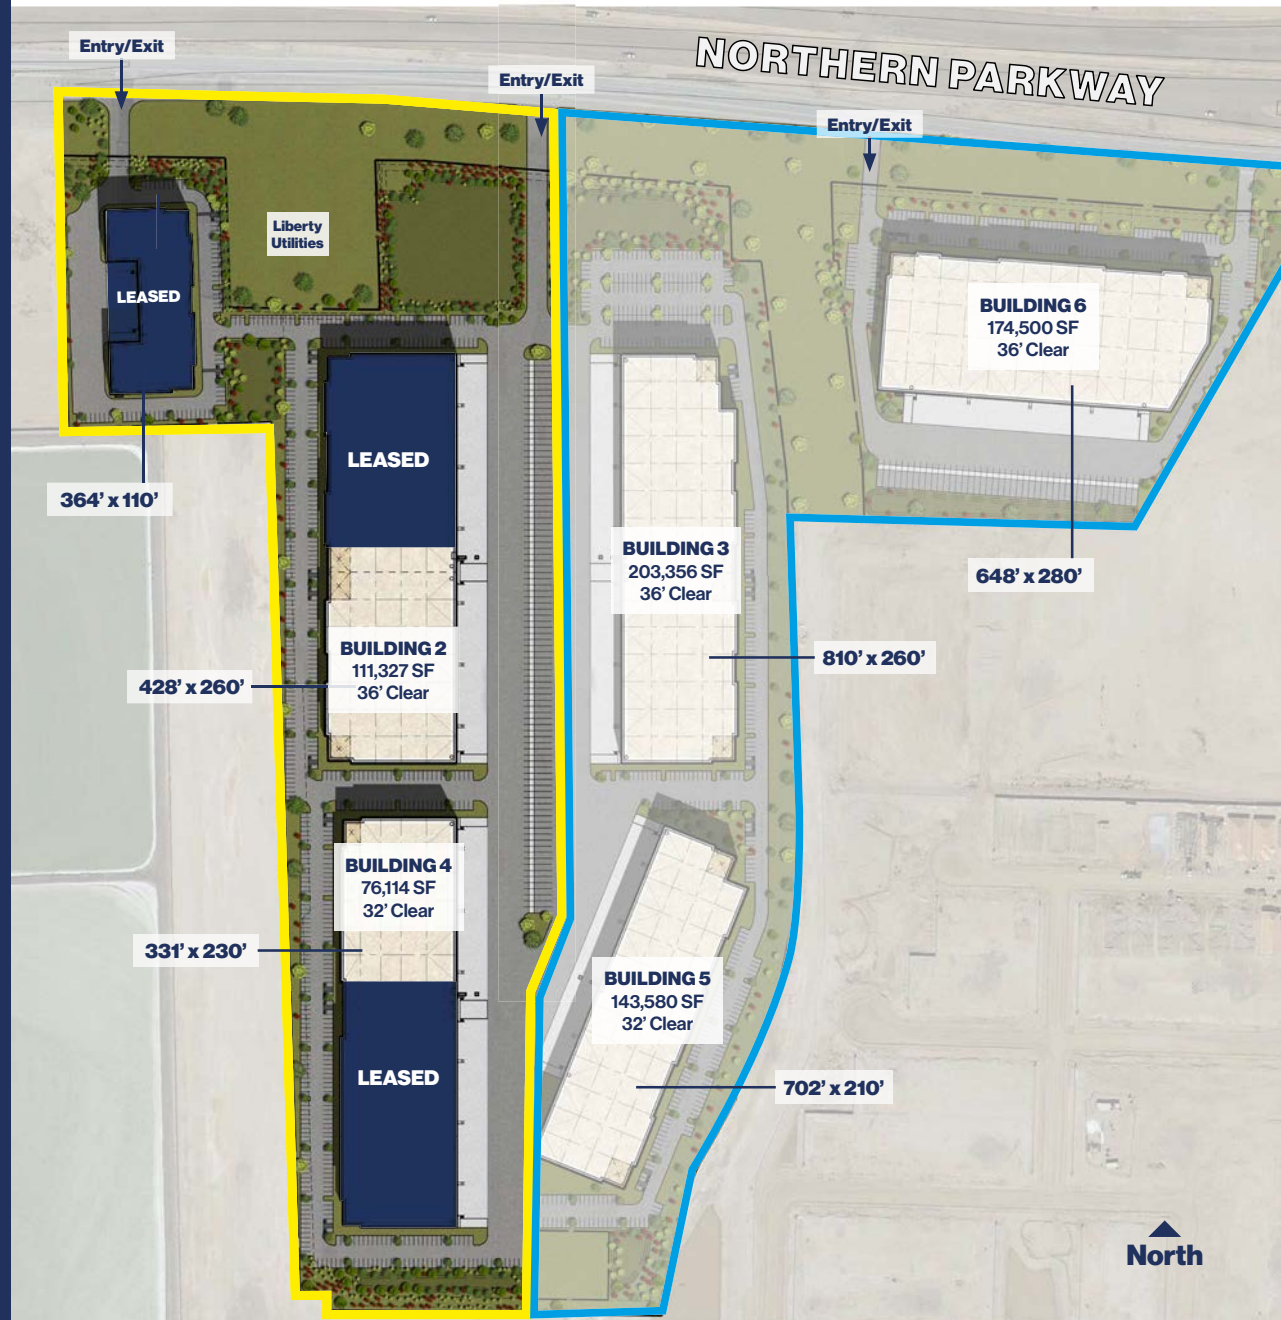 Entry/Exit
Entry/Exit
NORTHERN PARKWAY
Entry/Exit
Liberty
Utilities
LEASED
BUILDING 6
174,500 SF
36’ Clear
LEASED
364’ x 110’
BUILDING 3
203,356 SF
36’ Clear
648’ x 280’
BUILDING 2
111,327 SF
36’ Clear
810’ x 260’
428’ x 260’
BUILDING 4
76,114 SF
32’ Clear
331’ x 230’
BUILDING 5
143,580 SF
32’ Clear
LEASED
702’ x 210’
North